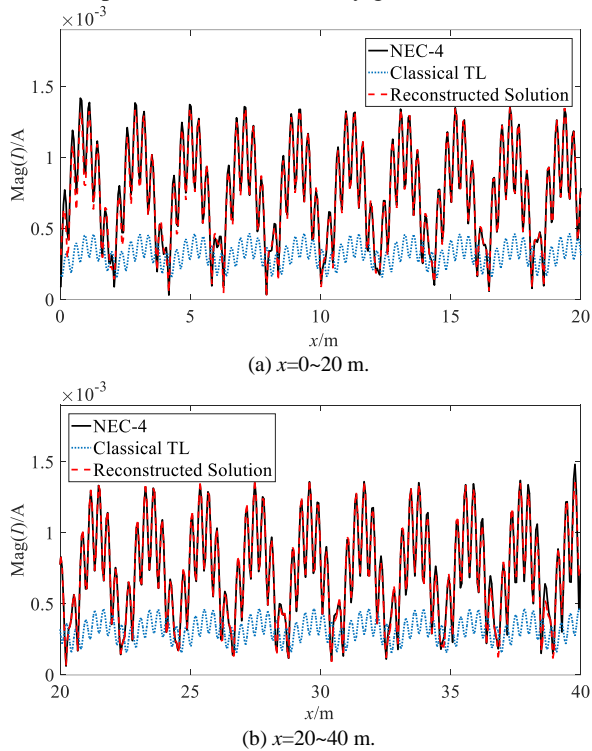 ×10⁻³
NEC-4
Classical TL
Reconstructed Solution
Mag(I)/A
1.5
1
0.5
0
0 5 10 15 20
x/m
(a) x=0~20 m.
×10⁻³
NEC-4
Classical TL
Reconstructed Solution
Mag(I)/A
1.5
1
0.5
0
20 25 30 35 40
x/m
(b) x=20~40 m.